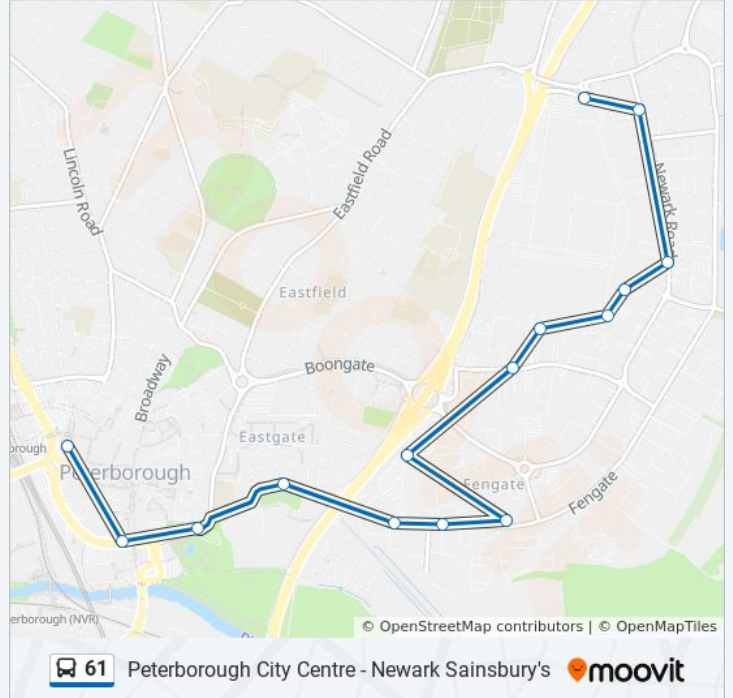 Lincoln Road
Eastfield Road
Newark Road
Eastfield
Boongate
Broadway
Eastgate
orough
Peterborough
Fengate
Fengate
erborough (NVR)
© OpenStreetMap contributors | © OpenMapTiles
61 Peterborough City Centre - Newark Sainsbury's moovit